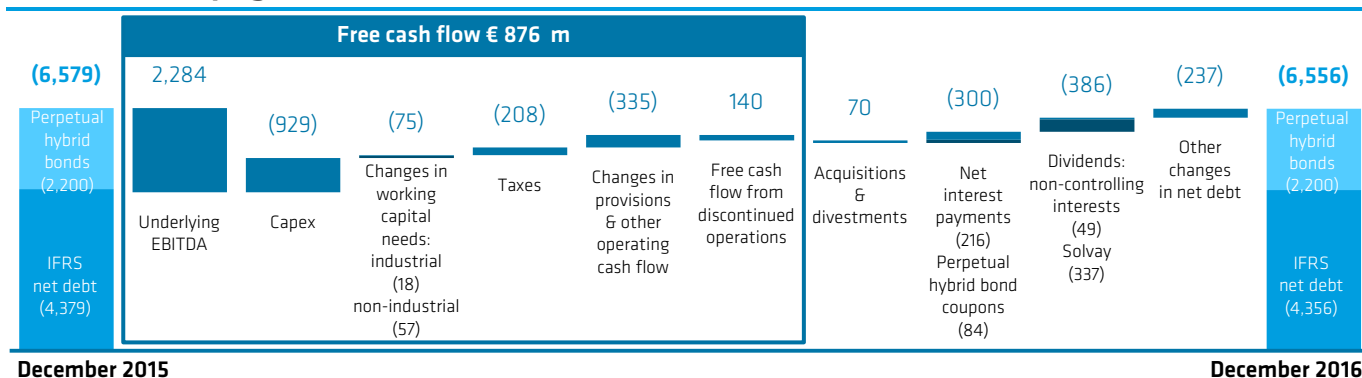 Free cash flow € 876 m
(6,579)
Perpetual
hybrid
bonds
(2,200)
IFRS
net debt
(4,379)
December 2015
2,284
Underlying
EBITDA
(929)
Capex
(75)
Changes in
working
capital
needs:
industrial
(18)
non-industrial
(57)
(208)
Taxes
(335)
Changes in
provisions
& other
operating
cash flow
140
Free cash
flow from
discontinued
operations
70
Acquisitions
&
divestments
(300)
Net
interest
payments
(216)
Perpetual
hybrid bond
coupons
(84)
(386)
Dividends:
non-controlling
interests
(49)
Solvay
(337)
(237)
Other
changes
in net debt
(6,556)
Perpetual
hybrid
bonds
(2,200)
IFRS
net debt
(4,356)
December 2016